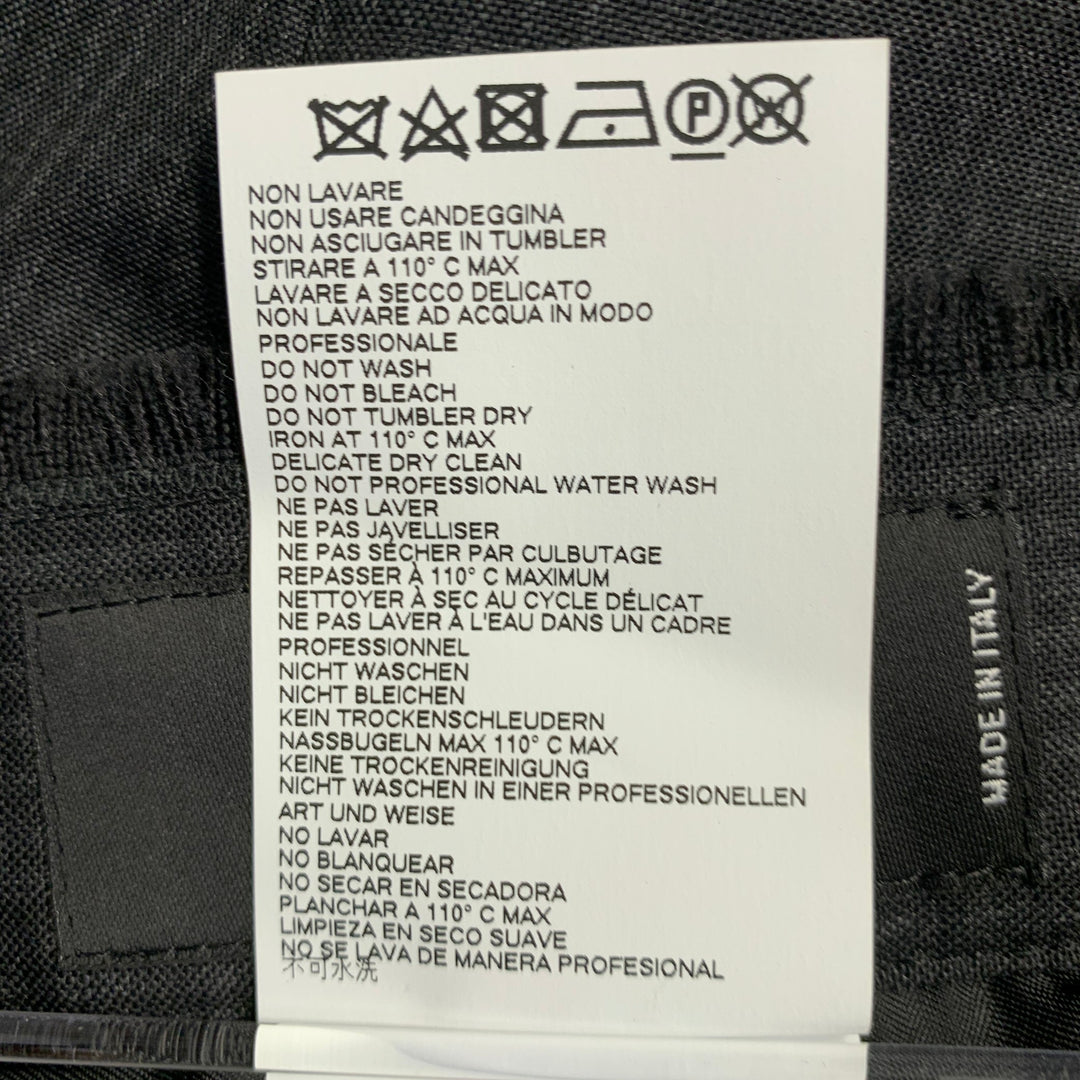 P
W
NON LAVARE
NON USARE CANDEGGINA
NON ASCIUGARE IN TUMBLER
STIRARE A 110° C MAX
LAVARE A SECCO DELICATO
NON LAVARE AD ACQUA IN MODO
PROFESSIONALE
DO NOT WASH
DO NOT BLEACH
DO NOT TUMBLER DRY
IRON AT 110° C MAX
DELICATE DRY CLEAN
DO NOT PROFESSIONAL WATER WASH
NE PAS LAVER
NE PAS JAVELLISER
NE PAS SÉCHER PAR CULBUTAGE
REPASSER À 110° C MAXIMUM
NETTOYER À SEC AU CYCLE DÉLICAT
NE PAS LAVER À L'EAU DANS UN CADRE
PROFESSIONNEL
NICHT WASCHEN
NICHT BLEICHEN
KEIN TROCKENSCHLEUDERN
NASSBUGELN MAX 110° C MAX
KEINE TROCKENREINIGUNG
NICHT WASCHEN IN EINER PROFESSIONELLEN
ART UND WEISE
NO LAVAR
NO BLANQUEAR
NO SECAR EN SECADORA
PLANCHAR A 110° C MAX
LIMPIEZA EN SECO SUAVE
NO SE LAVA DE MANERA PROFESIONAL
不可水洗
MADE IN ITALY